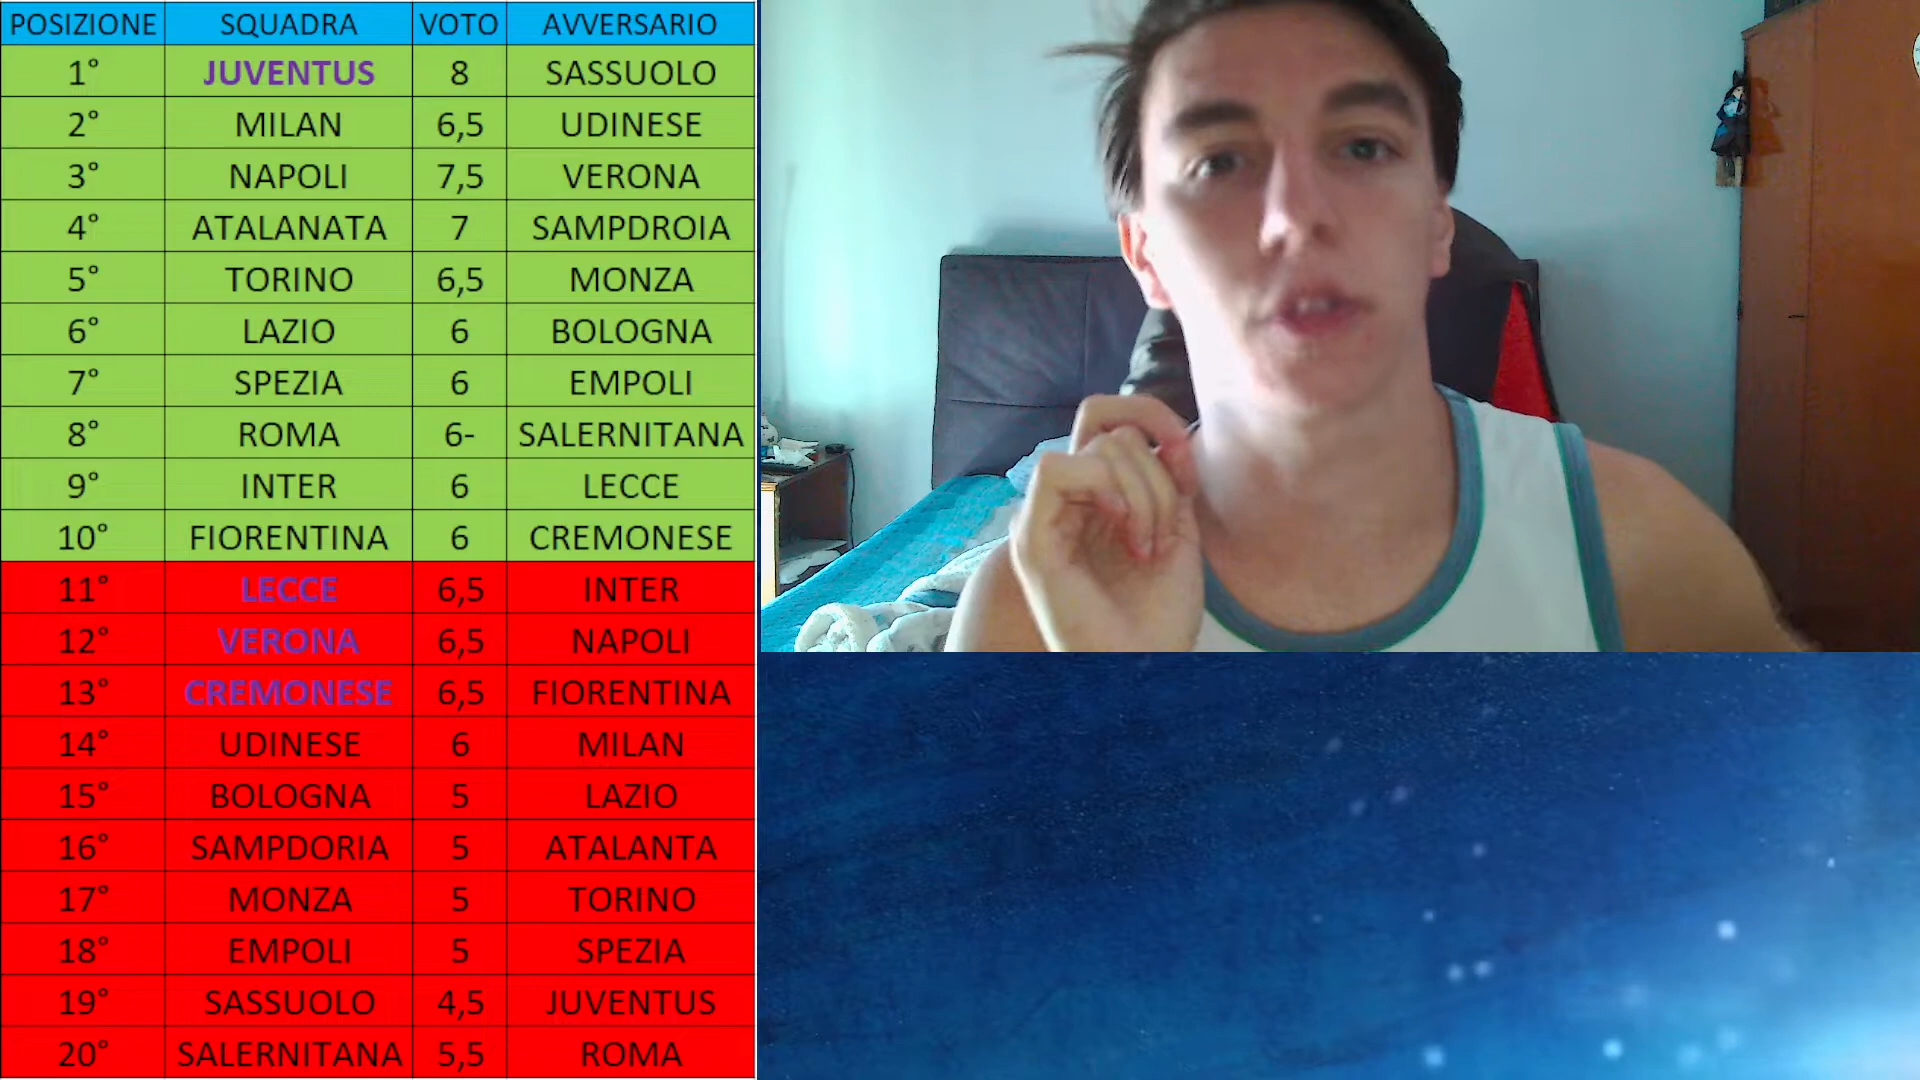 POSIZIONE SQUADRA VOTO AVVERSARIO
1° JUVENTUS 8 SASSUOLO
2° MILAN 6,5 UDINESE
3° NAPOLI 7,5 VERONA
4° ATALANATA 7 SAMPDROIA
5° TORINO 6,5 MONZA
6° LAZIO 6 BOLOGNA
7° SPEZIA 6 EMPOLI
8° ROMA 6- SALERNITANA
9° INTER 6 LECCE
10° FIORENTINA 6 CREMONESE
11° LECCE 6,5 INTER
12° VERONA 6,5 NAPOLI
13° CREMONESE 6,5 FIORENTINA
14° UDINESE 6 MILAN
15° BOLOGNA 5 LAZIO
16° SAMPDORIA 5 ATALANTA
17° MONZA 5 TORINO
18° EMPOLI 5 SPEZIA
19° SASSUOLO 4,5 JUVENTUS
20° SALERNITANA 5,5 ROMA